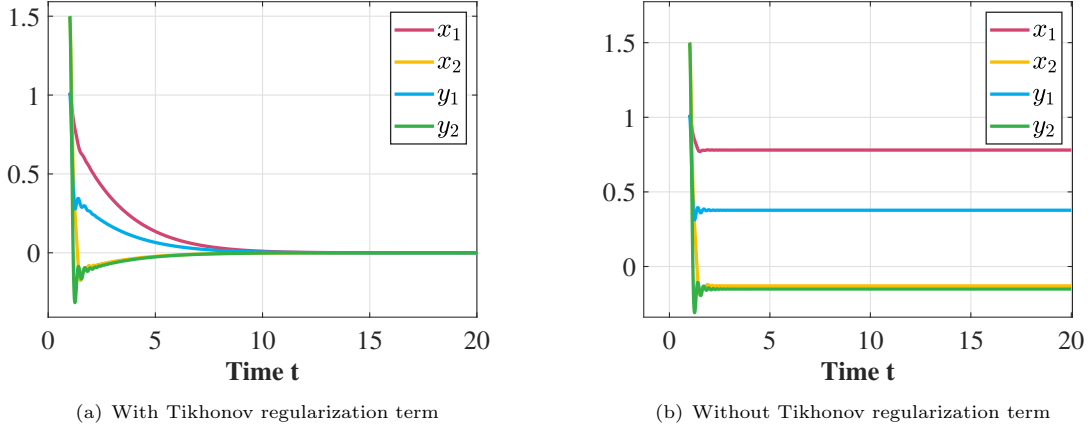 1.5
1
0.5
0
0
5
10
15
20
Time t
x₁
x₂
y₁
y₂
(a) With Tikhonov regularization term
1.5
1
0.5
0
0
5
10
15
20
Time t
x₁
x₂
y₁
y₂
(b) Without Tikhonov regularization term